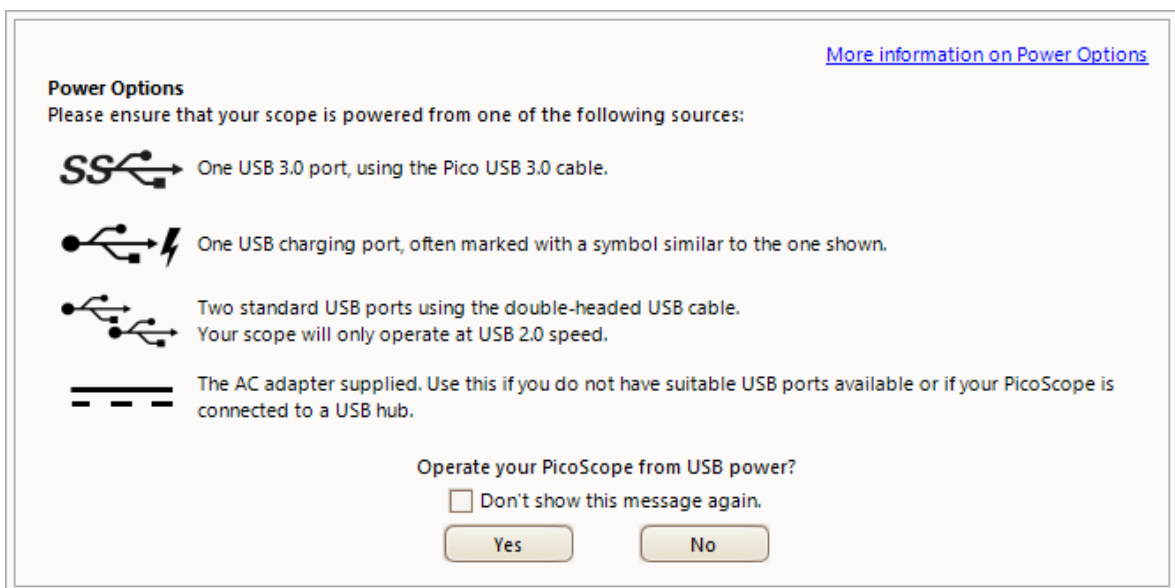 More information on Power Options
Power Options
Please ensure that your scope is powered from one of the following sources:
SS
One USB 3.0 port, using the Pico USB 3.0 cable.
One USB charging port, often marked with a symbol similar to the one shown.
Two standard USB ports using the double-headed USB cable.
Your scope will only operate at USB 2.0 speed.
The AC adapter supplied. Use this if you do not have suitable USB ports available or if your PicoScope is
connected to a USB hub.
Operate your PicoScope from USB power?
Don't show this message again.
Yes
No